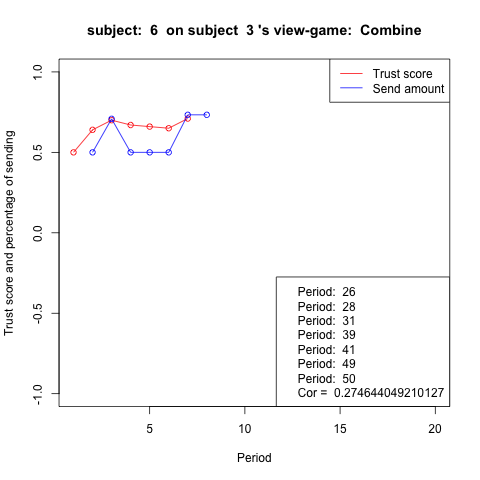 subject:  6  on subject  3 's view-game:  Combine
Trust score
Send amount
Trust score and percentage of sending
1.0
0.5
0.0
-0.5
-1.0
Period:  26
Period:  28
Period:  31
Period:  39
Period:  41
Period:  49
Period:  50
Cor =  0.274644049210127
5 10 15 20
Period